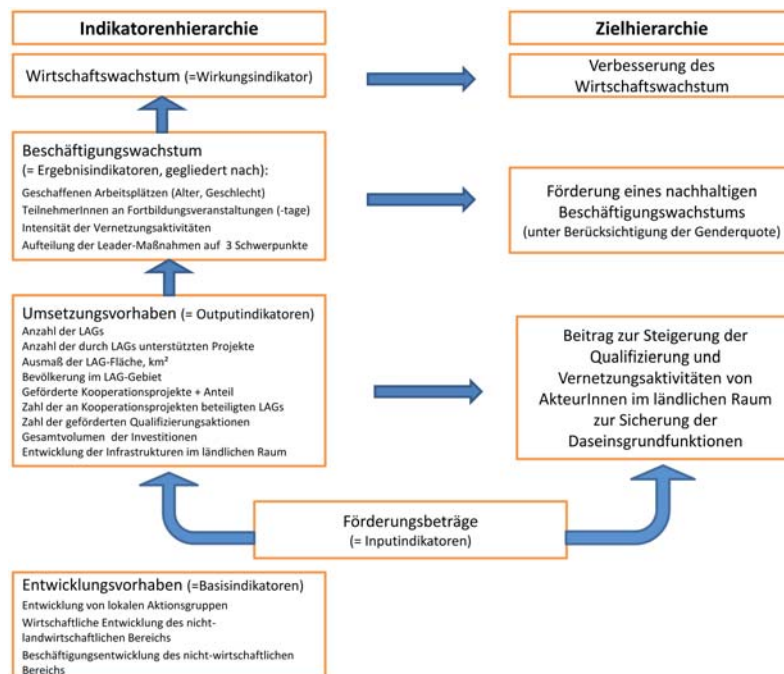 Indikatorenhierarchie
Zielhierarchie
Wirtschaftswachstum (=Wirkungsindikator)
Verbesserung des
Wirtschaftswachstum
Beschäftigungswachstum
(= Ergebnisindikatoren, gegliedert nach):
Geschaffenen Arbeitsplätzen (Alter, Geschlecht)
TeilnehmerInnen an Fortbildungsveranstaltungen (-tage)
Intensität der Vernetzungsaktivitäten
Aufteilung der Leader-Maßnahmen auf 3 Schwerpunkte
Förderung eines nachhaltigen
Beschäftigungswachstums
(unter Berücksichtigung der Genderquote)
Umsetzungsvorhaben (= Outputindikatoren)
Anzahl der LAGs
Anzahl der durch LAGs unterstützten Projekte
Ausmaß der LAG-Fläche, km²
Bevölkerung im LAG-Gebiet
Geförderte Kooperationsprojekte + Anteil
Zahl der an Kooperationsprojekten beteiligten LAGs
Zahl der geförderten Qualifizierungsaktionen
Gesamtvolumen der Investitionen
Entwicklung der Infrastrukturen im ländlichen Raum
Beitrag zur Steigerung der
Qualifizierung und
Vernetzungsaktivitäten von
AkteurInnen im ländlichen Raum
zur Sicherung der
Daseinsgrundfunktionen
Förderungsbeträge
(= Inputindikatoren)
Entwicklungsvorhaben (=Basisindikatoren)
Entwicklung von lokalen Aktionsgruppen
Wirtschaftliche Entwicklung des nicht-
landwirtschaftlichen Bereichs
Beschäftigungsentwicklung des nicht-wirtschaftlichen
Bereichs